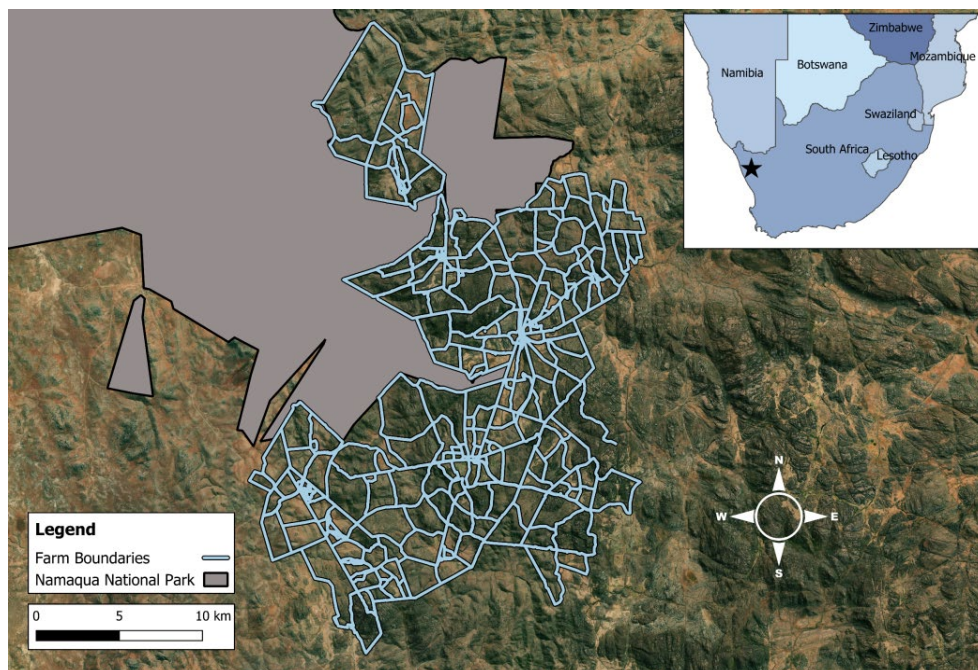 Zimbabwe
Mozambique
Botswana
Namibia
Swaziland
South Africa
Lesotho
N
W
E
S
Legend
Farm Boundaries
Namaqua National Park
0 5 10 km